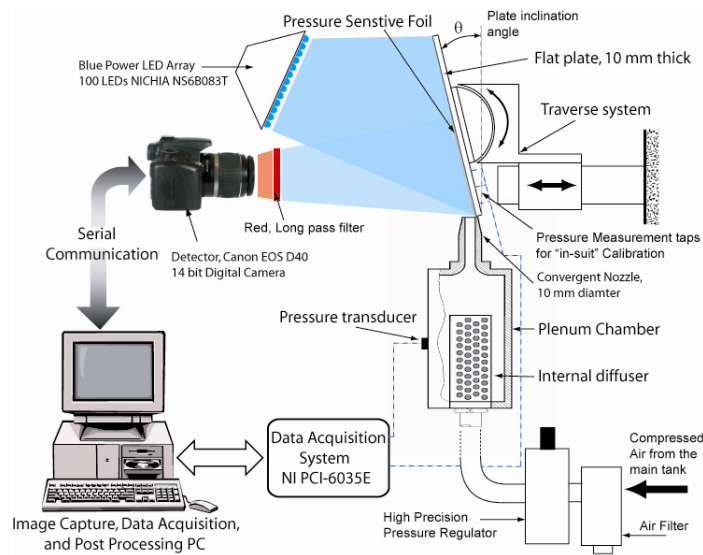 Pressure Senstive Foil
θ
Plate inclination
angle
Blue Power LED Array
100 LEDs NICHIA NS6B083T
Flat plate, 10 mm thick
Traverse system
Red, Long pass filter
Serial
Communication
Detector, Canon EOS D40
14 bit Digital Camera
Pressure Measurement taps
for "in-suit" Calibration
Convergent Nozzle,
10 mm diamter
Pressure transducer
Plenum Chamber
Internal diffuser
Data Acquisition
System
NI PCI-6035E
Compressed
Air from the
main tank
High Precision
Pressure Regulator
Air Filter
Image Capture, Data Acquisition,
and Post Processing PC